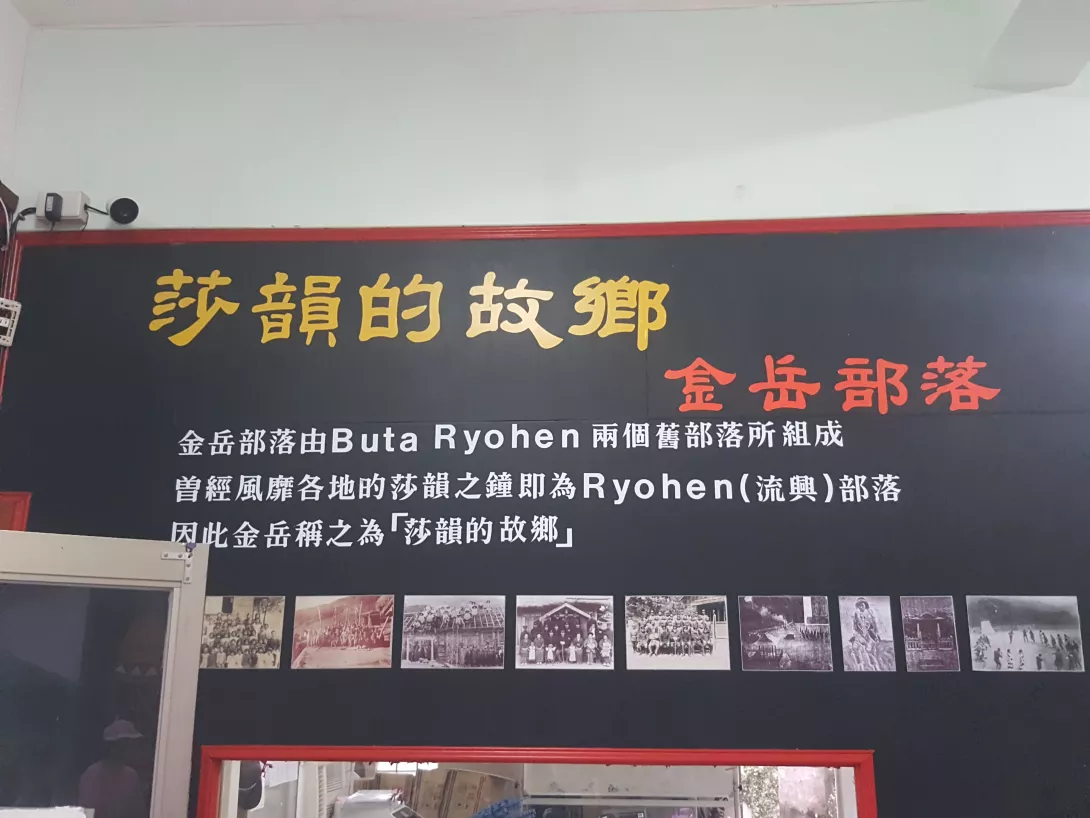 莎韻的故鄉
金岳部落
金岳部落由Buta Ryohen兩個舊部落所組成
曾經風靡各地的莎韻之鐘即為Ryohen(流興)部落
因此金岳稱之為「莎韻的故鄉」